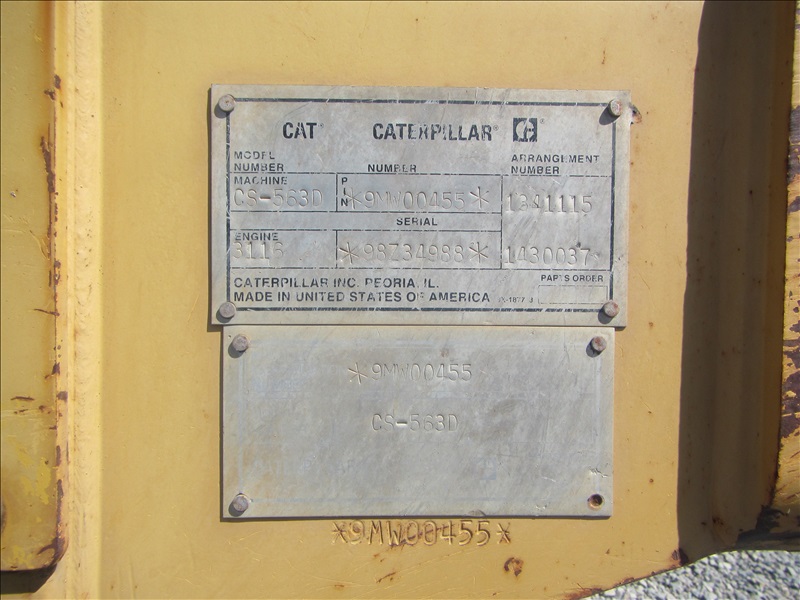 CAT CATERPILLAR
MODEL NUMBER
NUMBER
ARRANGEMENT NUMBER
MACHINE
CS-563D
PIN
*9MW00455*
1341115
SERIAL
ENGINE
3116
*98Z34988*
1430037
CATERPILLAR INC. PEORIA, IL.
MADE IN UNITED STATES OF AMERICA
PARTS ORDER
*9MW00455
CS-563D
*9MW00455*